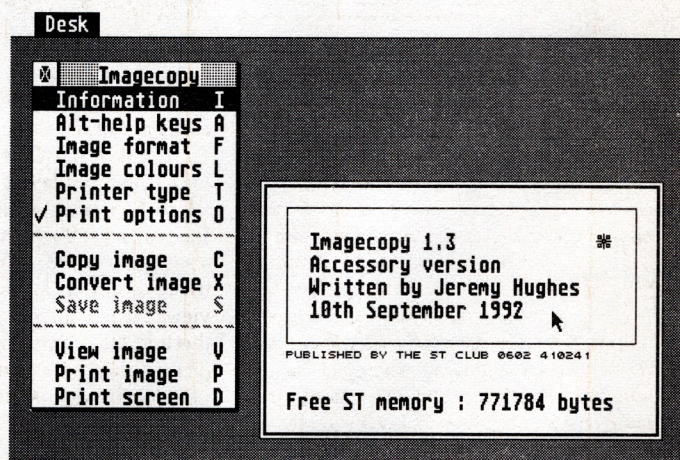 Desk
Imagecopy
Information I
Alt-help keys A
Image format F
Image colours L
Printer type T
✓ Print options O
Copy image C
Convert image X
Save image S
View image V
Print image P
Print screen D
Imagecopy 1.3
Accessory version
Written by Jeremy Hughes
10th September 1992
PUBLISHED BY THE ST CLUB 0602 410241
Free ST memory : 771784 bytes